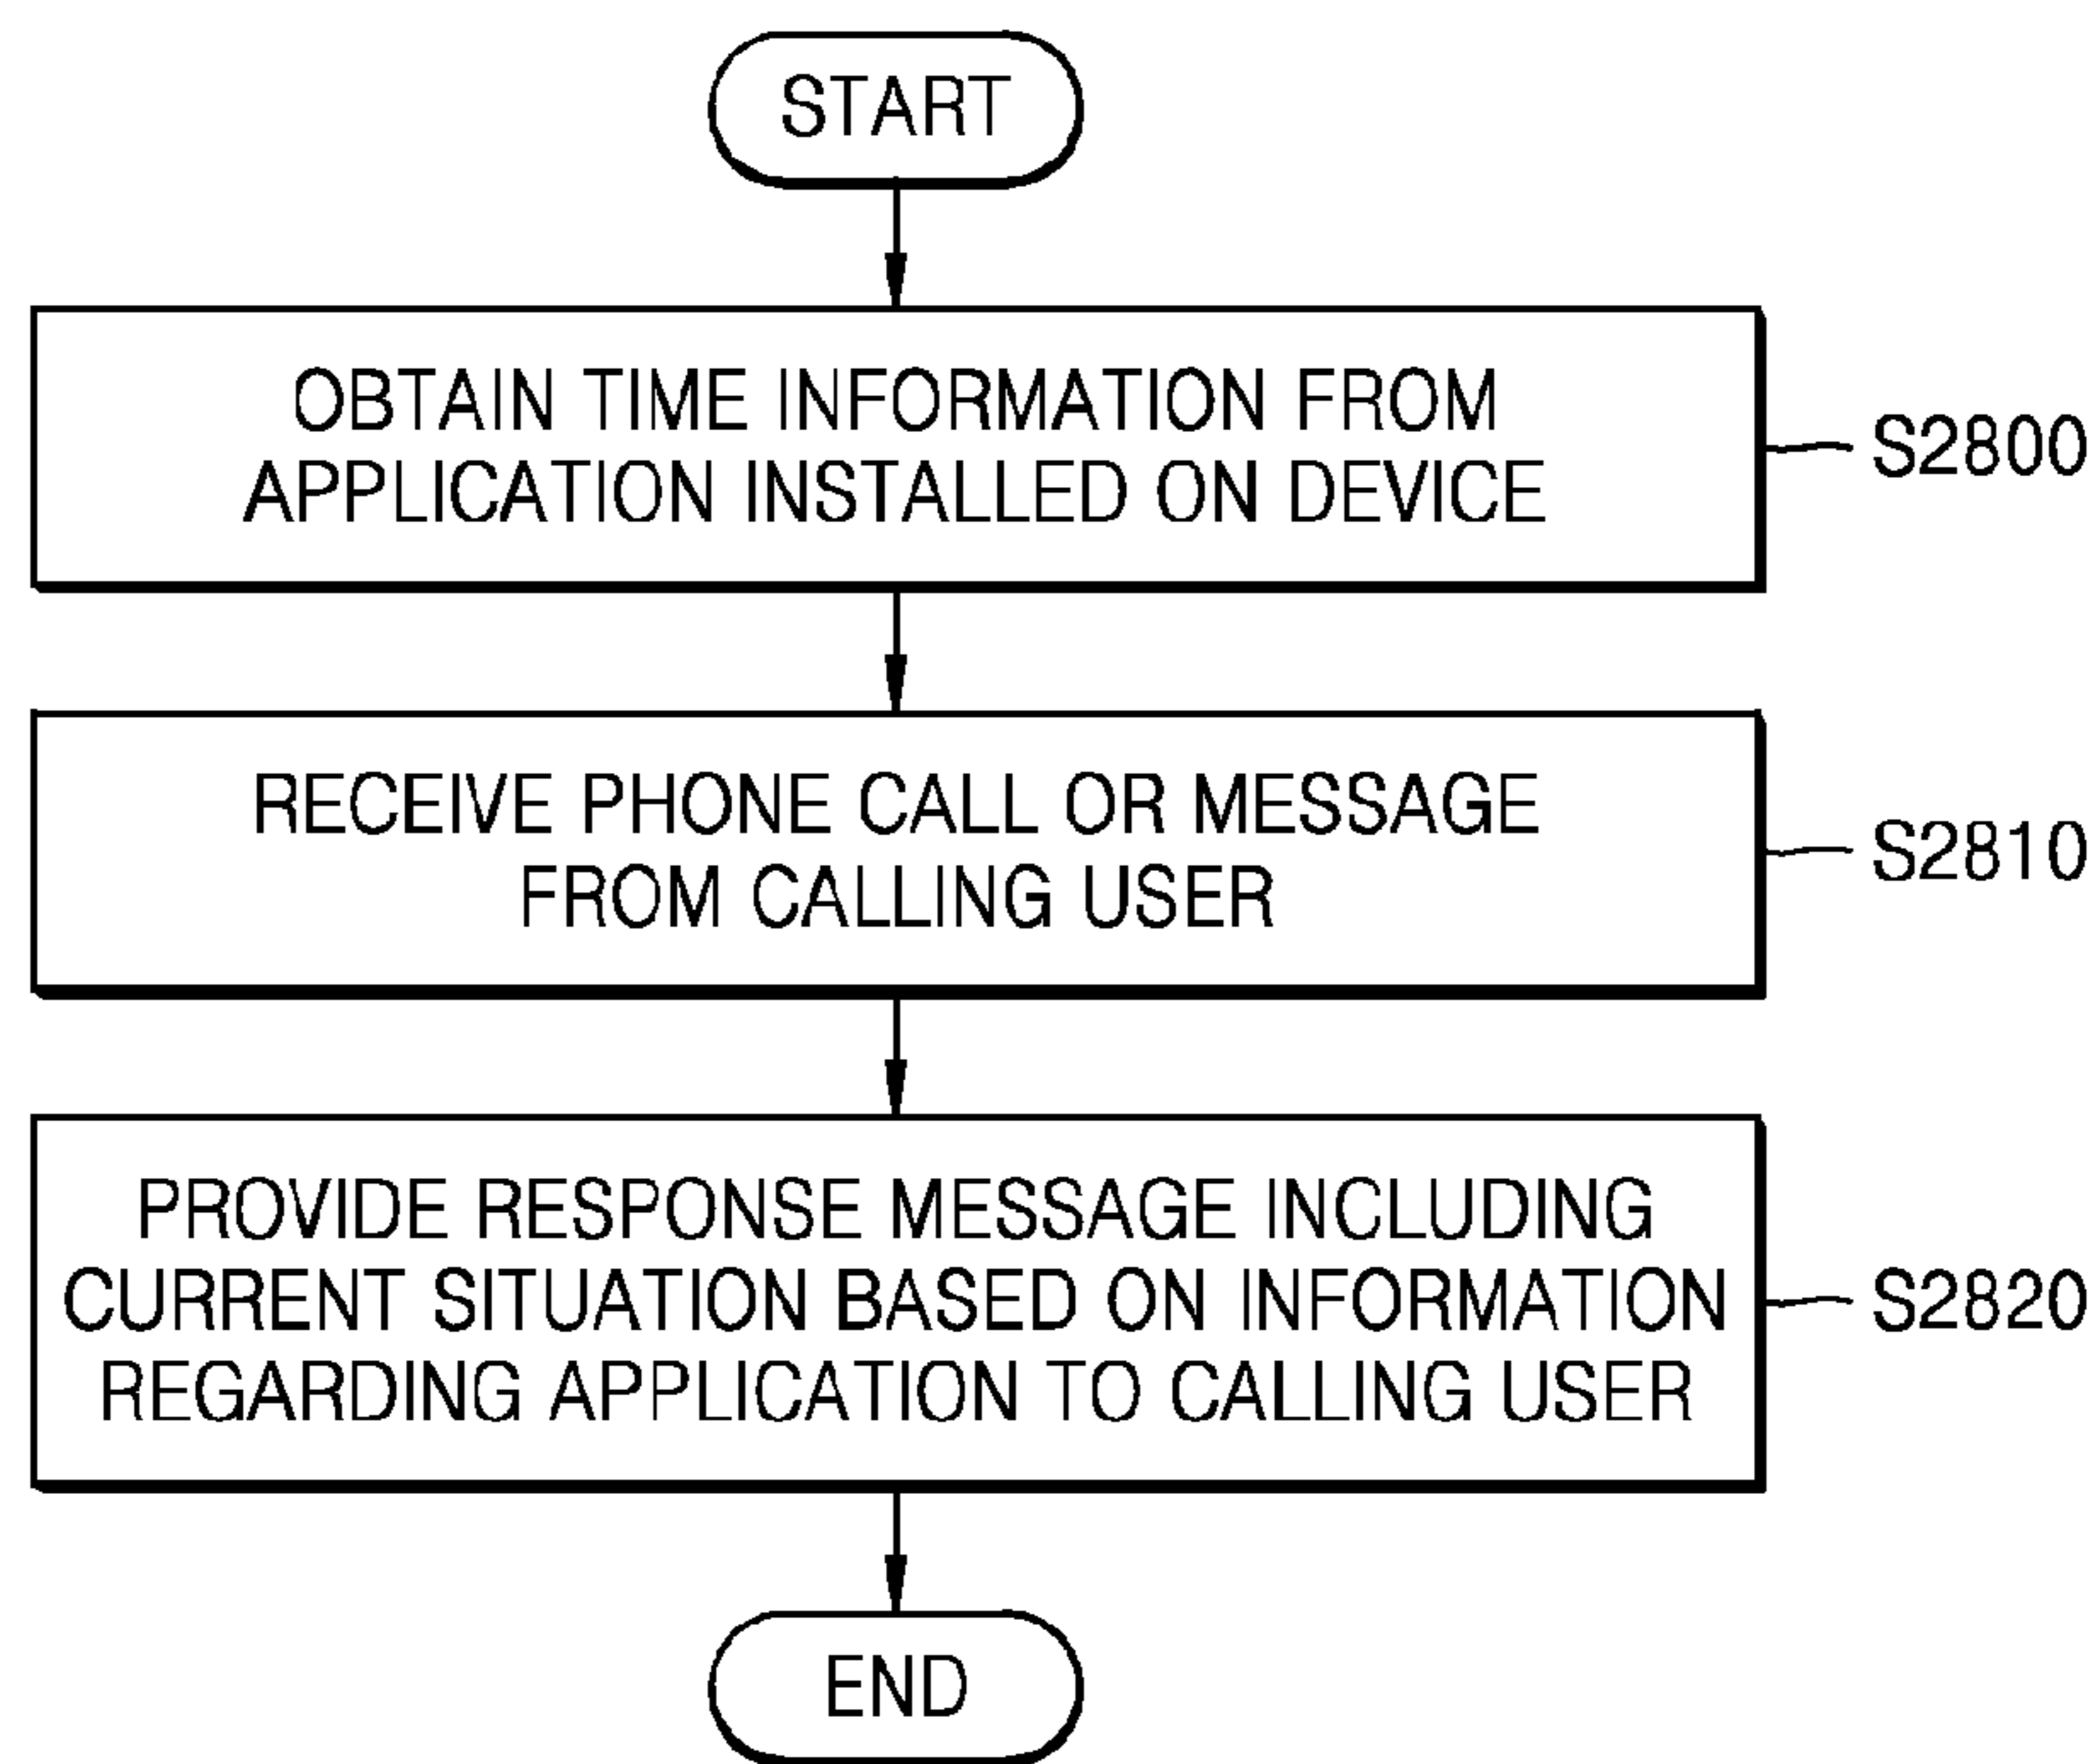 START
OBTAIN TIME INFORMATION FROM
APPLICATION INSTALLED ON DEVICE
S2800
RECEIVE PHONE CALL OR MESSAGE
FROM CALLING USER
S2810
PROVIDE RESPONSE MESSAGE INCLUDING
CURRENT SITUATION BASED ON INFORMATION
REGARDING APPLICATION TO CALLING USER
S2820
END